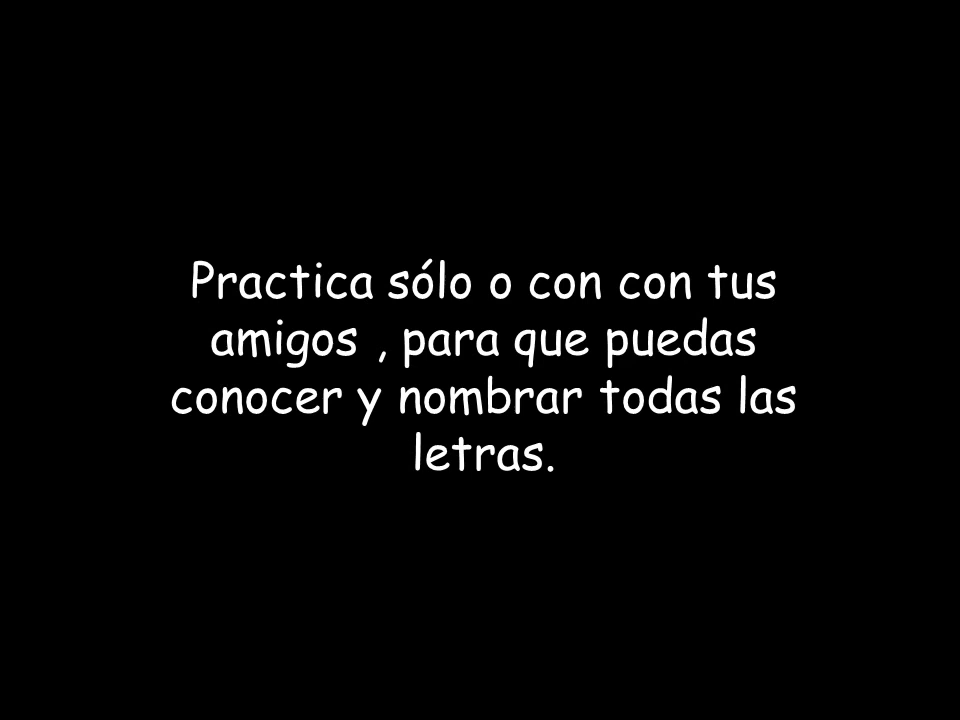 Practica sólo o con con tus
amigos , para que puedas
conocer y nombrar todas las
letras.